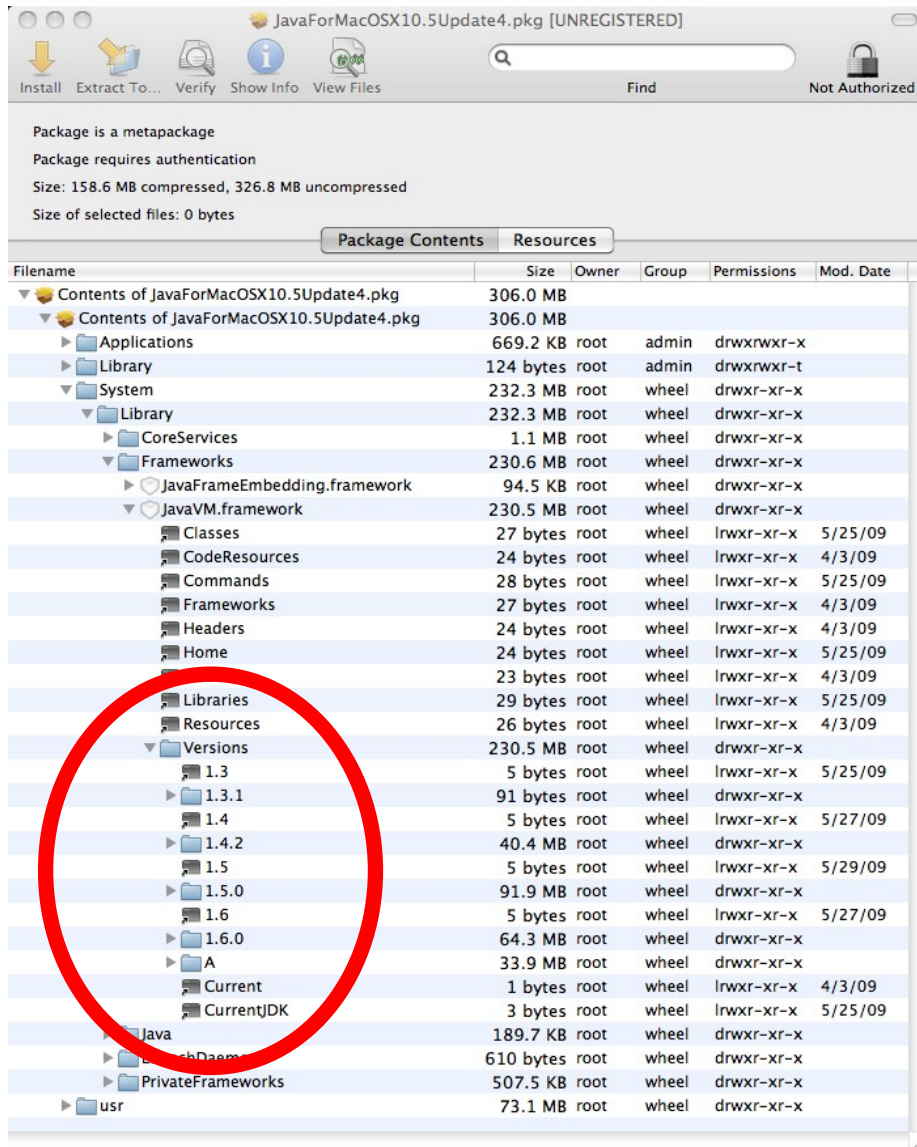 JavaForMacOSX10.5Update4.pkg [UNREGISTERED]
Install Extract To... Verify Show Info View Files Find Not Authorized
Package is a metapackage
Package requires authentication
Size: 158.6 MB compressed, 326.8 MB uncompressed
Size of selected files: 0 bytes
Package Contents Resources
Filename Size Owner Group Permissions Mod. Date
Contents of JavaForMacOSX10.5Update4.pkg 306.0 MB
Contents of JavaForMacOSX10.5Update4.pkg 306.0 MB
Applications 669.2 KB root admin drwxrwxr-x
Library 124 bytes root admin drwxrwxr-t
System 232.3 MB root wheel drwxr-xr-x
Library 232.3 MB root wheel drwxr-xr-x
CoreServices 1.1 MB root wheel drwxr-xr-x
Frameworks 230.6 MB root wheel drwxr-xr-x
JavaFrameEmbedding.framework 94.5 KB root wheel drwxr-xr-x
JavaVM.framework 230.5 MB root wheel drwxr-xr-x
Classes 27 bytes root wheel lrwxr-xr-x 5/25/09
CodeResources 24 bytes root wheel lrwxr-xr-x 4/3/09
Commands 28 bytes root wheel lrwxr-xr-x 5/25/09
Frameworks 27 bytes root wheel lrwxr-xr-x 4/3/09
Headers 24 bytes root wheel lrwxr-xr-x 4/3/09
Home 24 bytes root wheel lrwxr-xr-x 5/25/09
23 bytes root wheel lrwxr-xr-x 4/3/09
Libraries 29 bytes root wheel lrwxr-xr-x 5/25/09
Resources 26 bytes root wheel lrwxr-xr-x 4/3/09
Versions 230.5 MB root wheel drwxr-xr-x
1.3 5 bytes root wheel lrwxr-xr-x 5/25/09
1.3.1 91 bytes root wheel drwxr-xr-x
1.4 5 bytes root wheel lrwxr-xr-x 5/27/09
1.4.2 40.4 MB root wheel drwxr-xr-x
1.5 5 bytes root wheel lrwxr-xr-x 5/29/09
1.5.0 91.9 MB root wheel drwxr-xr-x
1.6 5 bytes root wheel lrwxr-xr-x 5/27/09
1.6.0 64.3 MB root wheel drwxr-xr-x
A 33.9 MB root wheel drwxr-xr-x
Current 1 bytes root wheel lrwxr-xr-x 4/3/09
CurrentJDK 3 bytes root wheel lrwxr-xr-x 5/25/09
Java 189.7 KB root wheel drwxr-xr-x
610 bytes root wheel drwxr-xr-x
PrivateFrameworks 507.5 KB root wheel drwxr-xr-x
usr 73.1 MB root wheel drwxr-xr-x